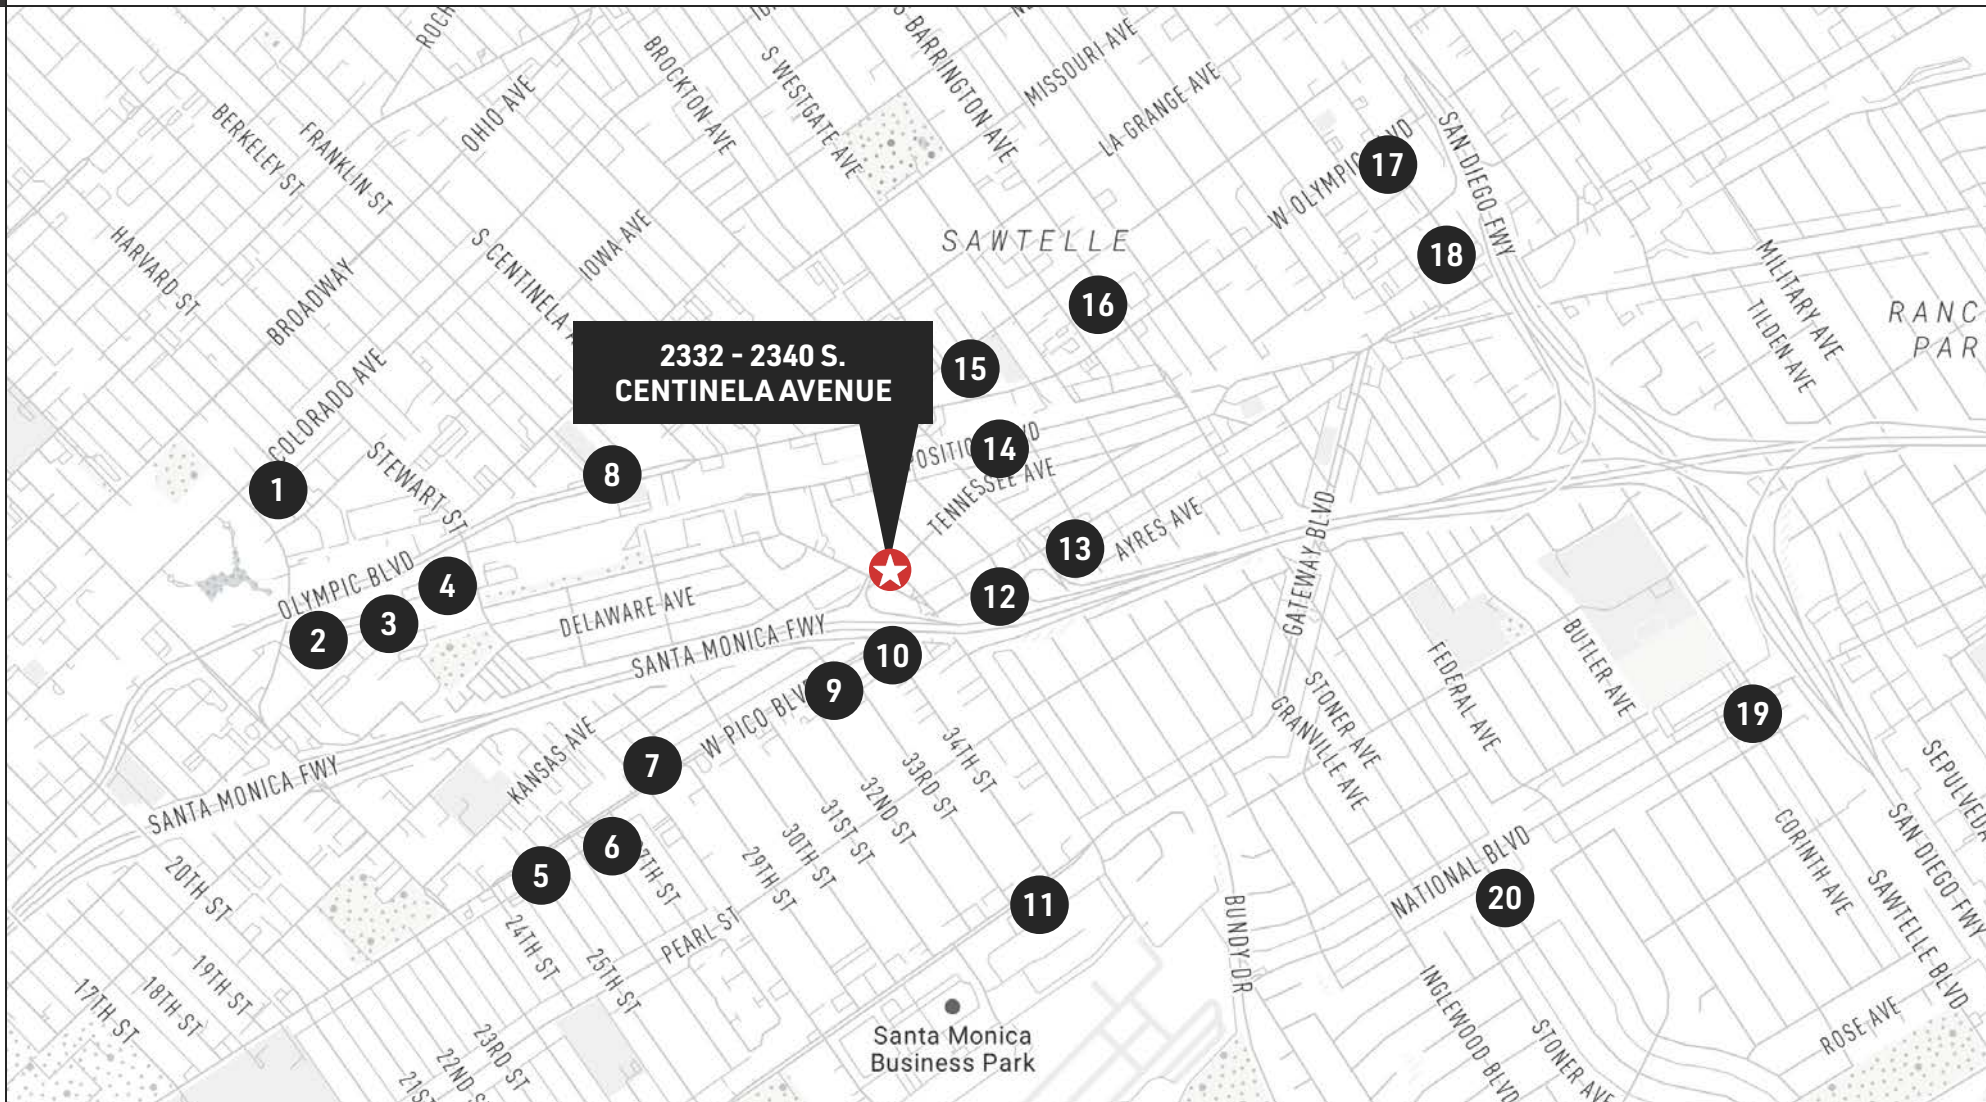 ROCH
BROCKTON AVE
S WESTGATE AVE
S BARRINGTON AVE
MISSOURI AVE
LA GRANGE AVE
BERKELEY ST
FRANKLIN ST
OHIO AVE
W OLYMPIC
VD
17
SAN DIEGO FWY
HARVARD ST
BROADWAY
S CENTINELA A
IOWA AVE
SAWTELLE
18
MILITARY AVE
TILDEN AVE
RANC
PAR
16
2332 - 2340 S.
CENTINELA AVENUE
15
COLORADO AVE
1
STEWART ST
8
POSITIO
VD
14
TENNESSEE AVE
13
AYRES AVE
GATEWAY BLVD
OLYMPIC BLVD
2
3
4
DELAWARE AVE
SANTA MONICA FWY
12
10
9
W PICO BLV
7
KANSAS AVE
SANTA MONICA FWY
34TH ST
33RD ST
32ND ST
31ST ST
30TH ST
29TH ST
STONER AVE
GRANVILLE AVE
FEDERAL AVE
BUTLER AVE
19
SEPULVEDA
SAN DIEGO FWY
CORINTH AVE
SAWTELLE BLVD
5
6
7TH ST
20TH ST
24TH ST
25TH ST
PEARL ST
11
BUNDY DR
NATIONAL BLVD
20
19TH ST
18TH ST
17TH ST
23RD ST
22ND S
21ST
Santa Monica
Business Park
INGLEWOOD BLVD
STONER AVE
ROSE AVE